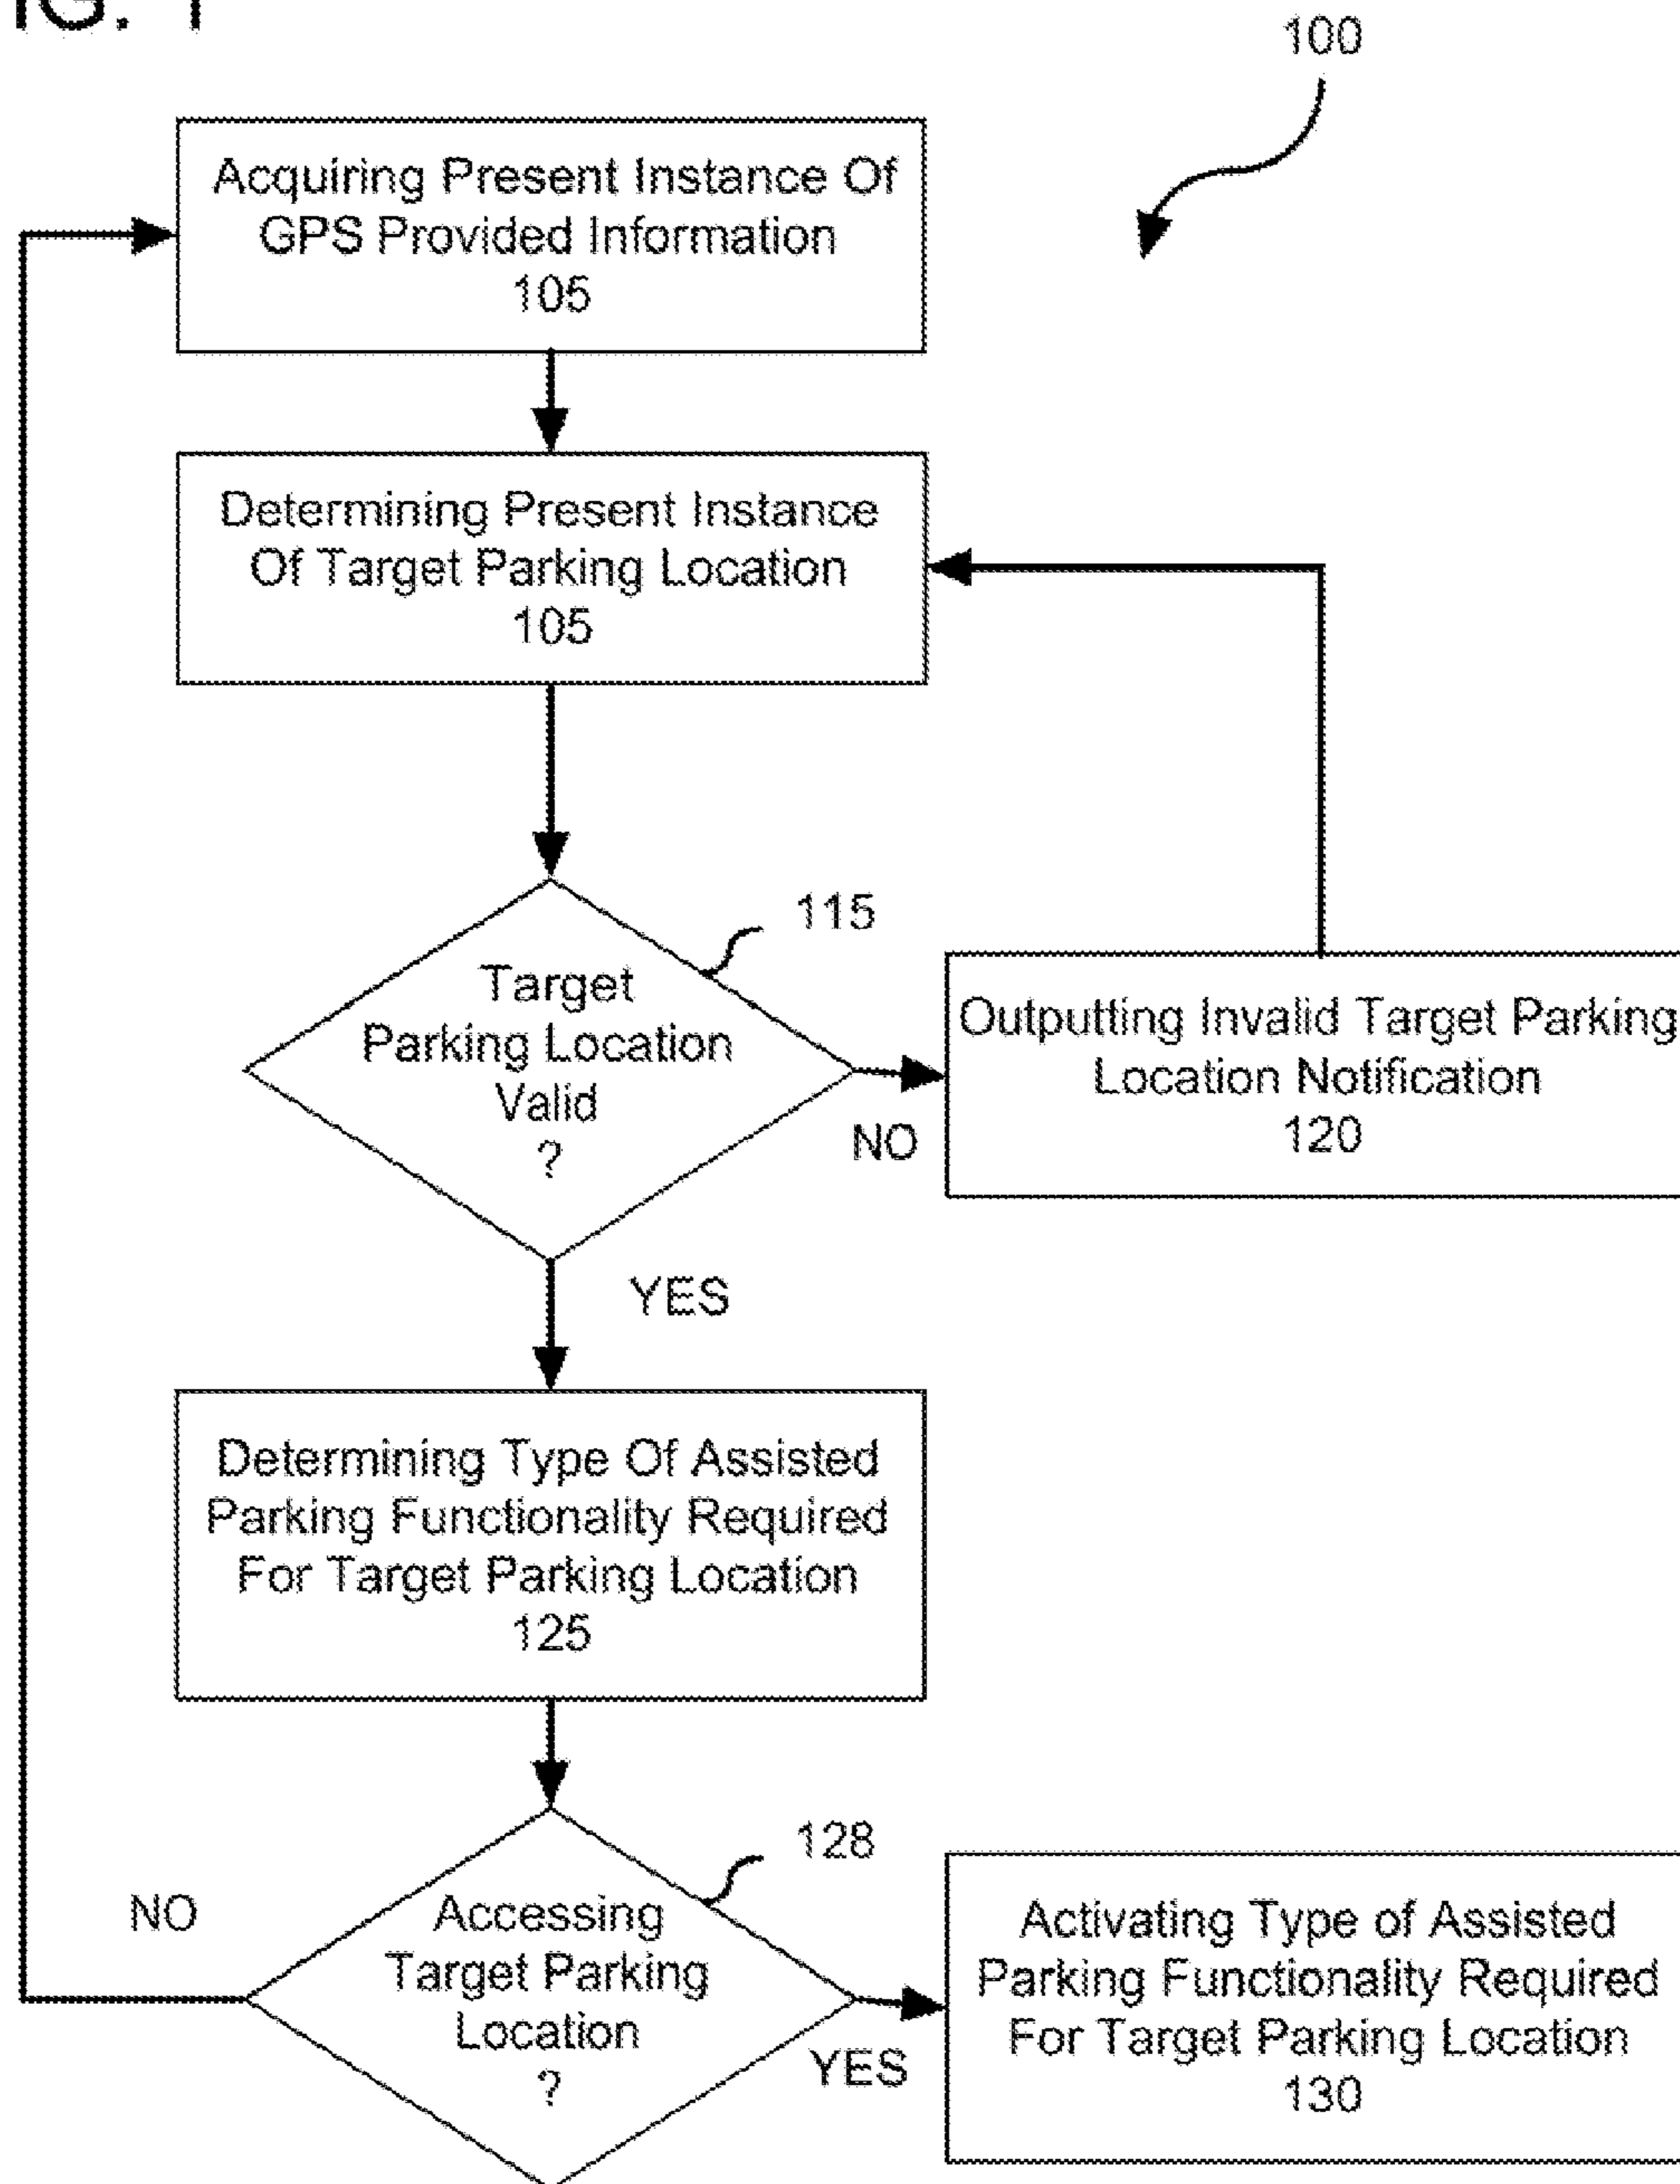 FIG. 1
100
Acquiring Present Instance Of
GPS Provided Information
105
Determining Present Instance
Of Target Parking Location
105
115
Target
Parking Location
Valid
?
NO
Outputting Invalid Target Parking
Location Notification
120
YES
Determining Type Of Assisted
Parking Functionality Required
For Target Parking Location
125
128
NO
Accessing
Target Parking
Location
?
YES
Activating Type of Assisted
Parking Functionality Required
For Target Parking Location
130